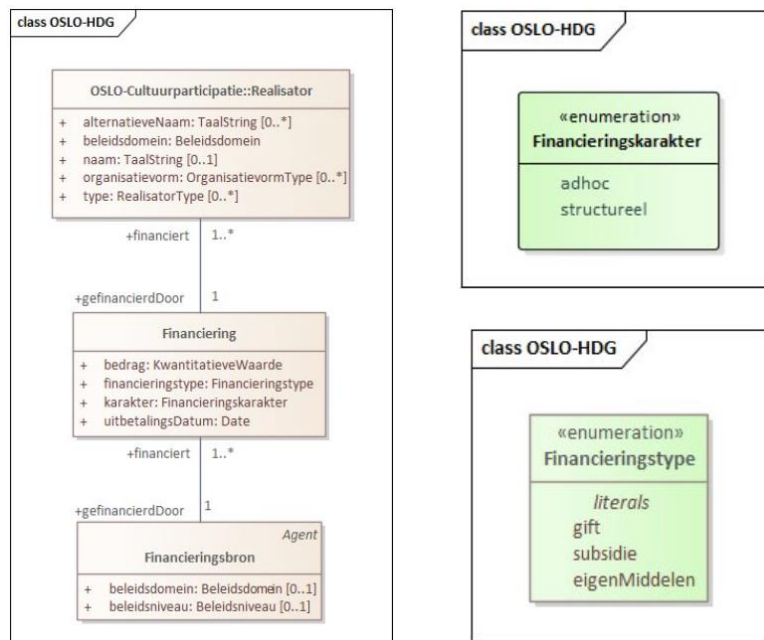 class OSLO-HDG
OSLO-Cultuurparticipatie::Realisator
+ alternatieveNaam: TaalString [0..*]
+ beleidsdomein: Beleidsdomein
+ naam: TaalString [0..1]
+ organisatievorm: OrganisatievormType [0..*]
+ type: RealisatorType [0..*]
+financiert 1..*
+gefinancierdDoor 1
Financiering
+ bedrag: KwantitatieveWaarde
+ financieringstype: Financieringstype
+ karakter: Financieringskarakter
+ uitbetalingsDatum: Date
+financiert 1..*
+gefinancierdDoor 1
Agent
Financieringsbron
+ beleidsdomein: Beleidsdomein [0..1]
+ beleidsniveau: Beleidsniveau [0..1]
class OSLO-HDG
«enumeration»
Financieringskarakter
adhoc
structureel
class OSLO-HDG
«enumeration»
Financieringstype
literals
gift
subsidie
eigenMiddelen